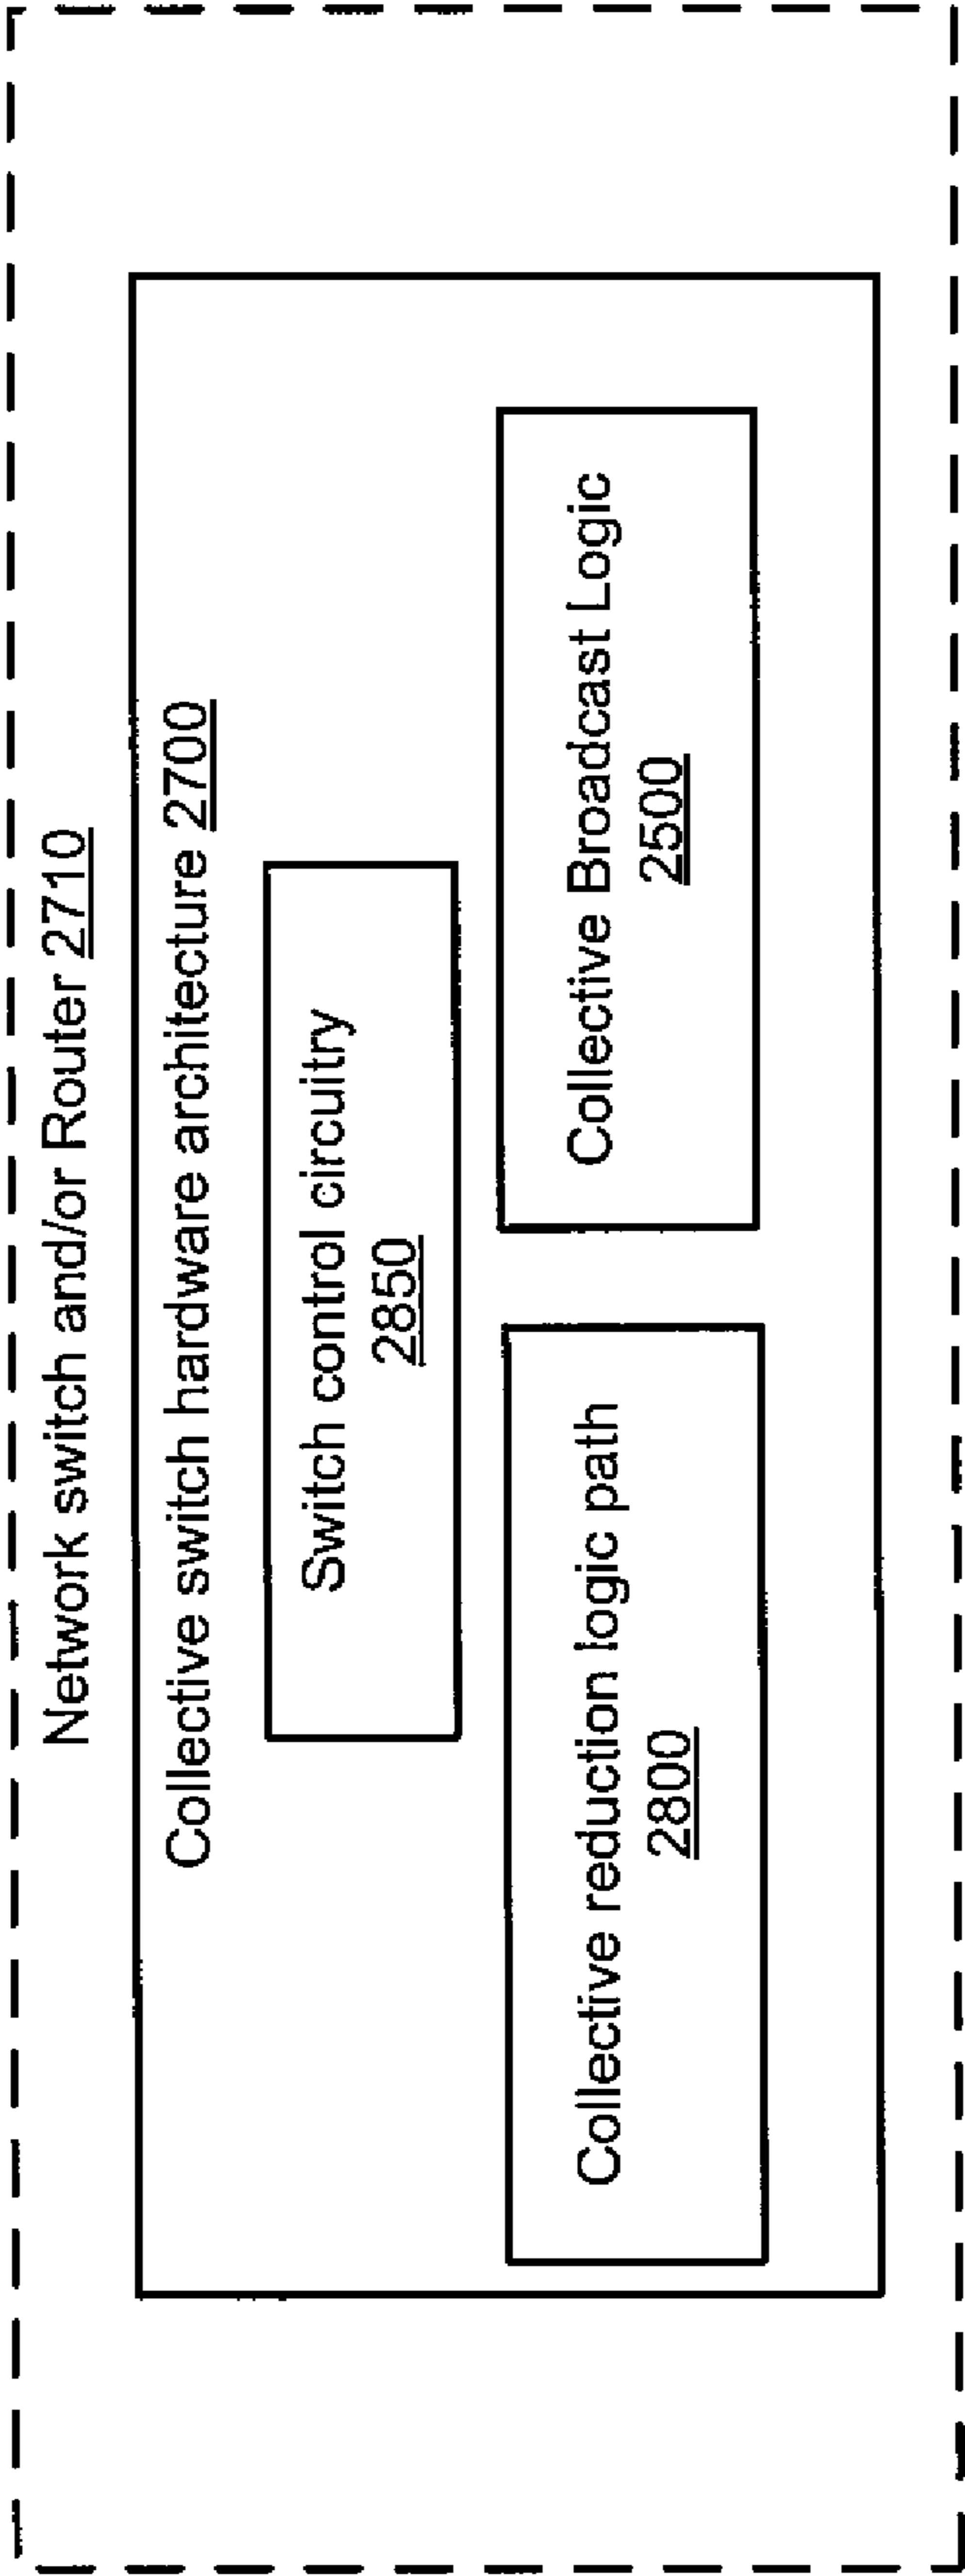 Network switch and/or Router 2710
Collective switch hardware architecture 2700
Switch control circuitry
2850
Collective reduction logic path
2800
Collective Broadcast Logic
2500